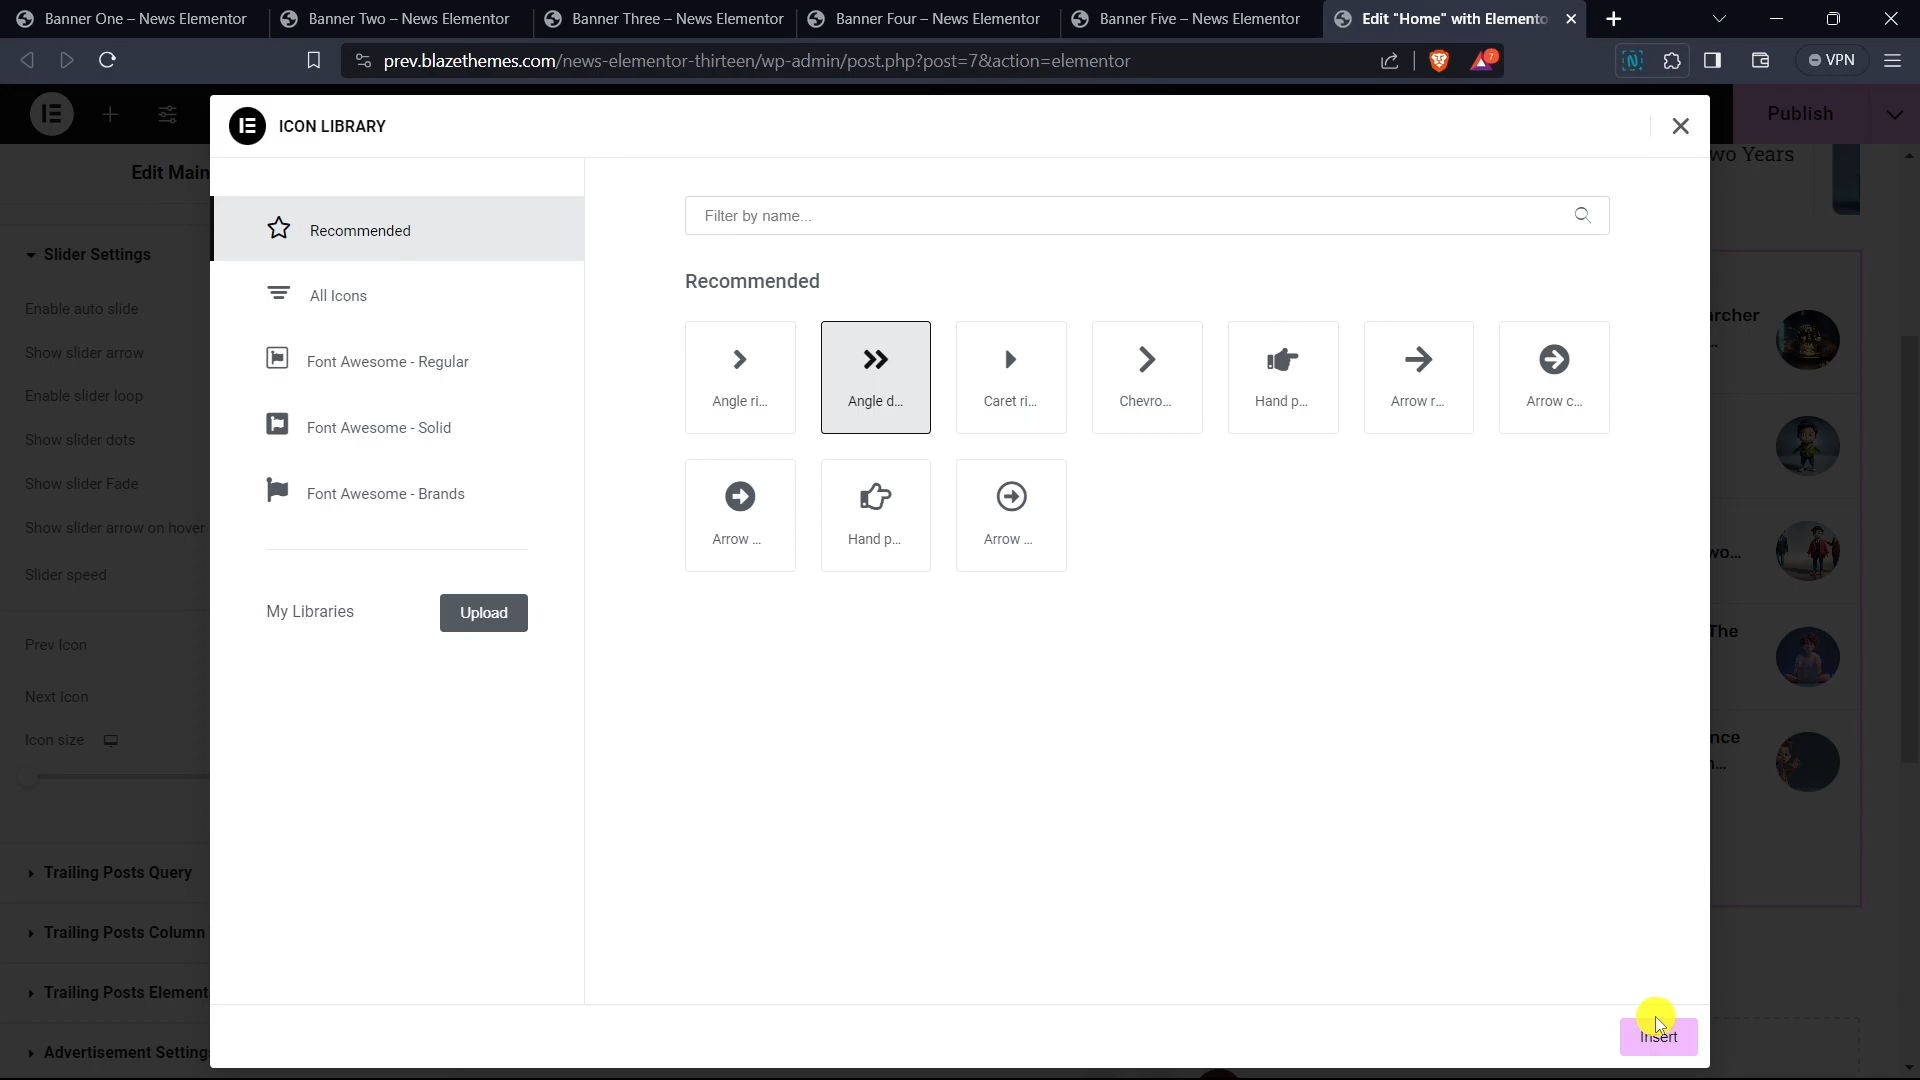 Banner One – News Elementor
Banner Two – News Elementor
Banner Three – News Elementor
Banner Four – News Elementor
Banner Five – News Elementor
Edit "Home" with Elemento
prev.blazethemes.com/news-elementor-thirteen/wp-admin/post.php?post=7&action=elementor
7
VPN
ICON LIBRARY
Publish
Edit Main
wo Years
Slider Settings
Enable auto slide
Show slider arrow
Enable slider loop
Show slider dots
Show slider Fade
Show slider arrow on hover
Slider speed
Prev Icon
Next Icon
Icon size
Trailing Posts Query
Trailing Posts Column
Trailing Posts Element
Advertisement Setting
Recommended
All Icons
Font Awesome - Regular
Font Awesome - Solid
Font Awesome - Brands
My Libraries
Upload
Filter by name...
Recommended
Angle ri...
Angle d...
Caret ri...
Chevro...
Hand p...
Arrow r...
Arrow c...
Arrow ...
Hand p...
Arrow ...
archer
...
wo...
The
nce
...
Insert